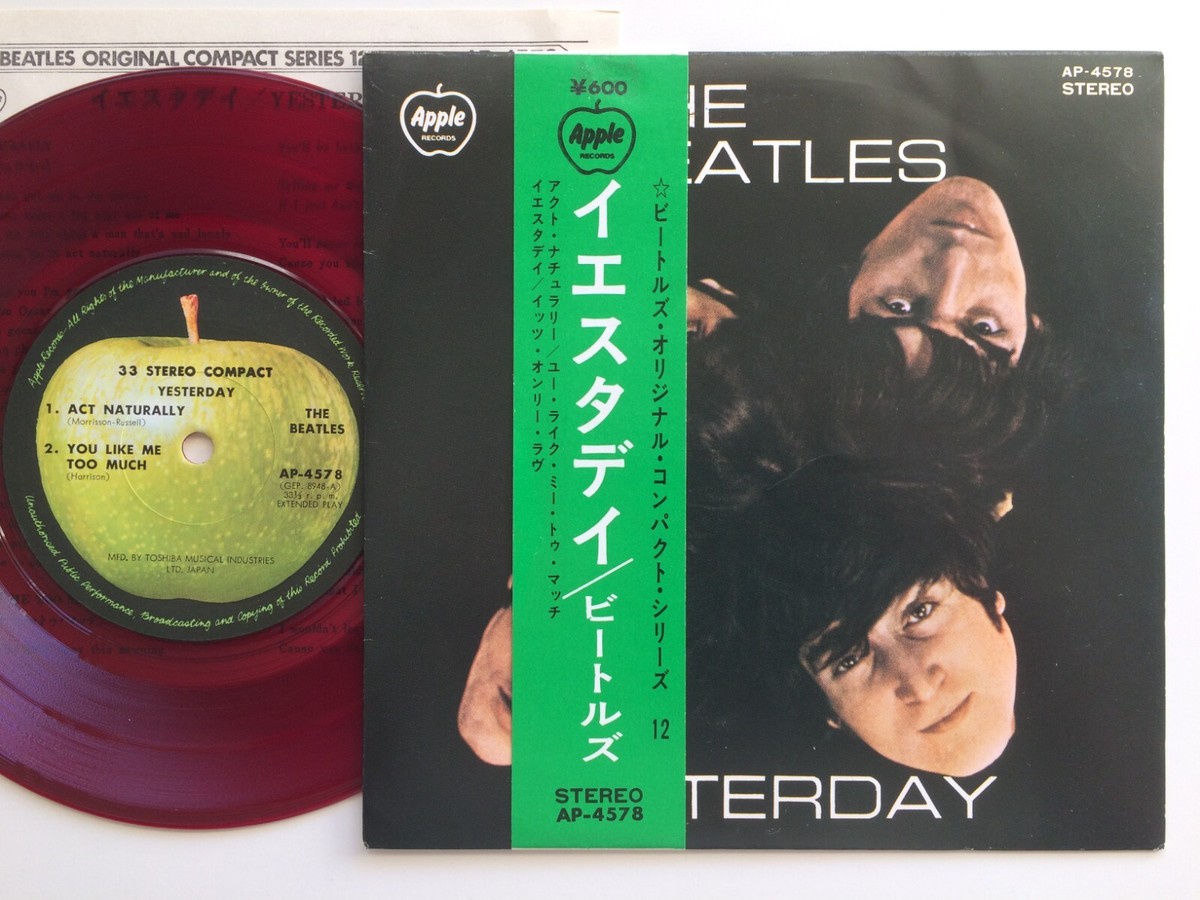 BEATLES ORIGINAL COMPACT SERIES 12
イエスタデイ／YESTER
Apple Records—All Rights of the Manufacturer and of the Owner of the Recorded Work Reser
33 STEREO COMPACT
YESTERDAY
1. ACT NATURALLY
(Morrisson-Russell)
2. YOU LIKE ME
TOO MUCH
(Harrison)
THE
BEATLES
AP-4578
(GEP. 8948-A)
33⅓ r. p. m.
EXTENDED PLAY
MFD. BY TOSHIBA MUSICAL INDUSTRIES
LTD. JAPAN
Unauthorised Public Performance, Broadcasting and Copying of this Record Prohibited
Apple
RECORDS
¥600
Apple
RECORDS
☆ビートルズ・オリジナル・コンパクト・シリーズ 12
イエスタデイ／ビートルズ
アクト・ナチュラリー／ユー・ライク・ミー・トゥ・マッチ
イエスタデイ／イッツ・オンリー・ラヴ
STEREO
AP-4578
HE
EATLES
AP-4578
STEREO
TERDAY